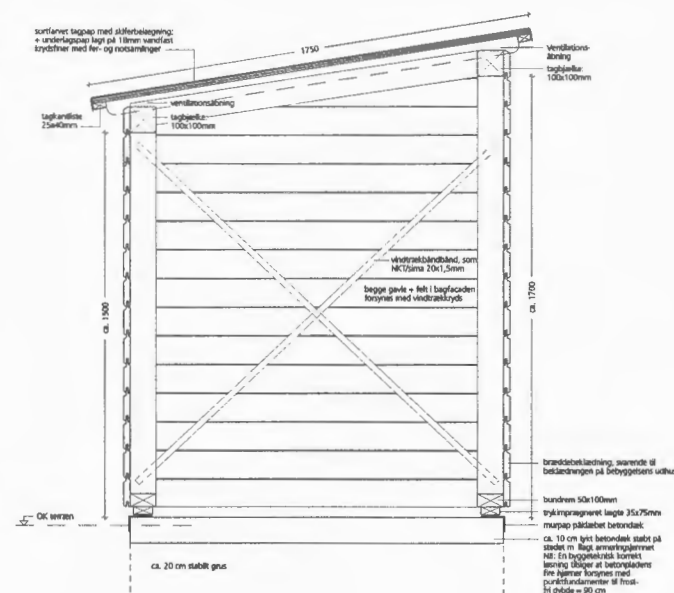 sortfarvet tagpap med skiferbelægning;
+ underlagspap lagt på 18mm vandfast
krydsfiner med fer- og notsamlinger
1750
Ventilations-
åbning
tagbjælke:
100x100mm
ventilationsåbning
tagkantliste
25x40mm
tagbjælke:
100x100mm
vindtrækbåndbånd, som
NKT/sima 20x1,5mm
begge gavle + felt i bagfacaden
forsynes med vindtrækkryds
ca. 1500
ca. 1700
bræddebeklædning, svarende til
beklædningen på bebyggelsens udhus
bundrem 50x100mm
OK terræn
trykimprægneret lægte 35x75mm
murpap påklæbet betondæk
ca. 10 cm tykt betondæk støbt på
stedet m ilagt armeringsjernnet
NB: En byggeteknisk korrekt
løsning tilsiger at betonpladens
fire hjørner forsynes med
punktfundamenter til frost-
fri dybde = 90 cm
ca. 20 cm stabilt grus